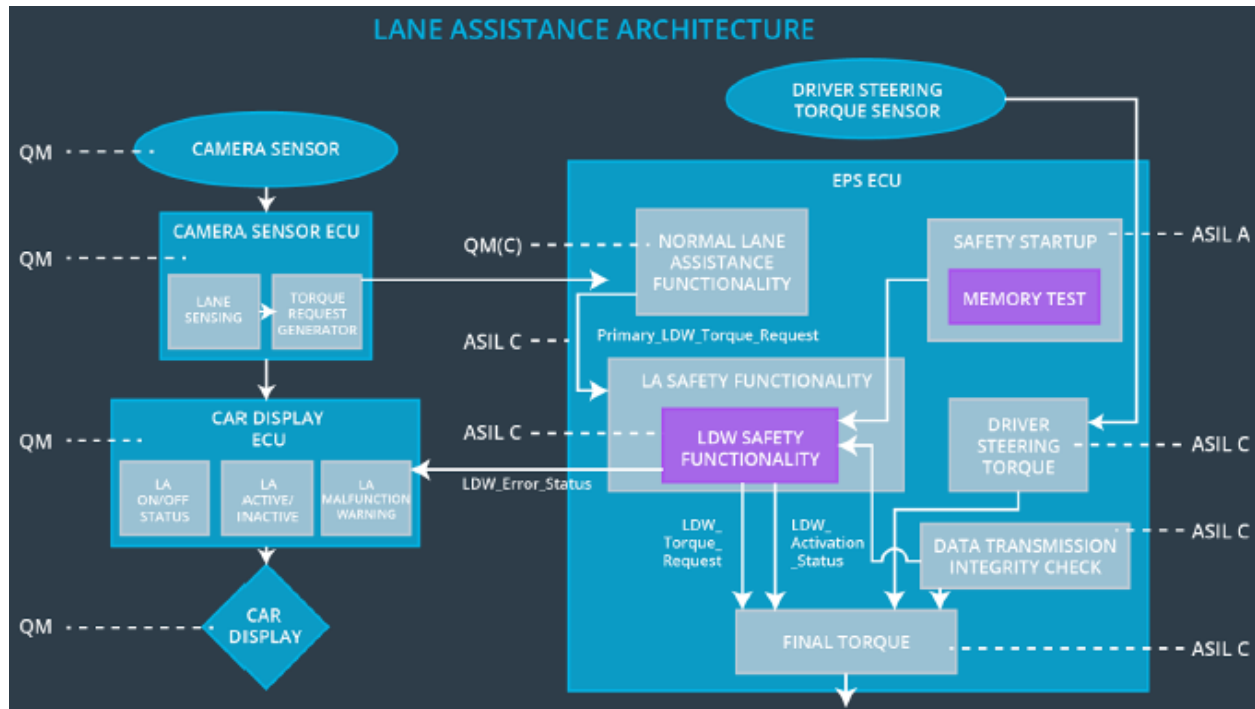 LANE ASSISTANCE ARCHITECTURE
DRIVER STEERING
TORQUE SENSOR
QM
CAMERA SENSOR
EPS ECU
CAMERA SENSOR ECU
QM
LANE
SENSING
TORQUE
REQUEST
GENERATOR
QM(C)
NORMAL LANE
ASSISTANCE
FUNCTIONALITY
SAFETY STARTUP
ASIL A
MEMORY TEST
ASIL C
Primary_LDW_Torque_Request
LA SAFETY FUNCTIONALITY
CAR DISPLAY
ECU
QM
LA
ON/OFF
STATUS
LA
ACTIVE/
INACTIVE
LA
MALFUNCTION
WARNING
ASIL C
LDW SAFETY
FUNCTIONALITY
DRIVER
STEERING
TORQUE
ASIL C
LDW_Error_Status
LDW_
Torque_
Request
LDW_
Activation
_Status
DATA TRANSMISSION
INTEGRITY CHECK
ASIL C
QM
CAR
DISPLAY
FINAL TORQUE
ASIL C